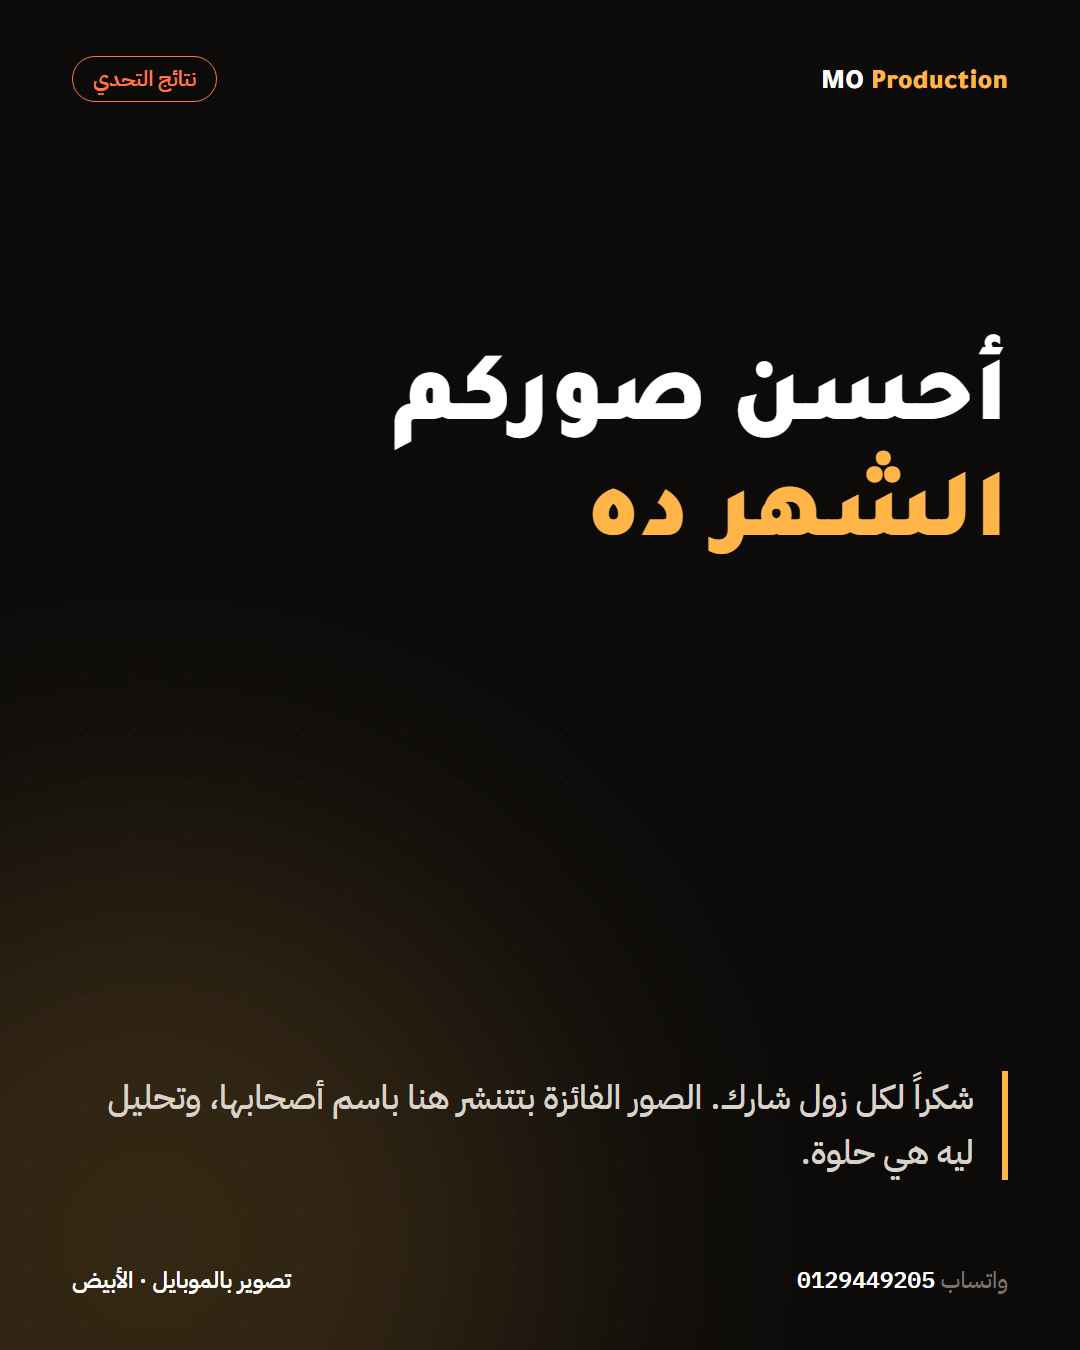 MO Production
نتائج التحدي
أحسن صوركم
الشهر ده
شكراً لكل زول شارك. الصور الفائزة بتتنشر هنا باسم أصحابها، وتحليل
ليه هي حلوة.
واتساب 0129449205
تصوير بالموبايل · الأبيض